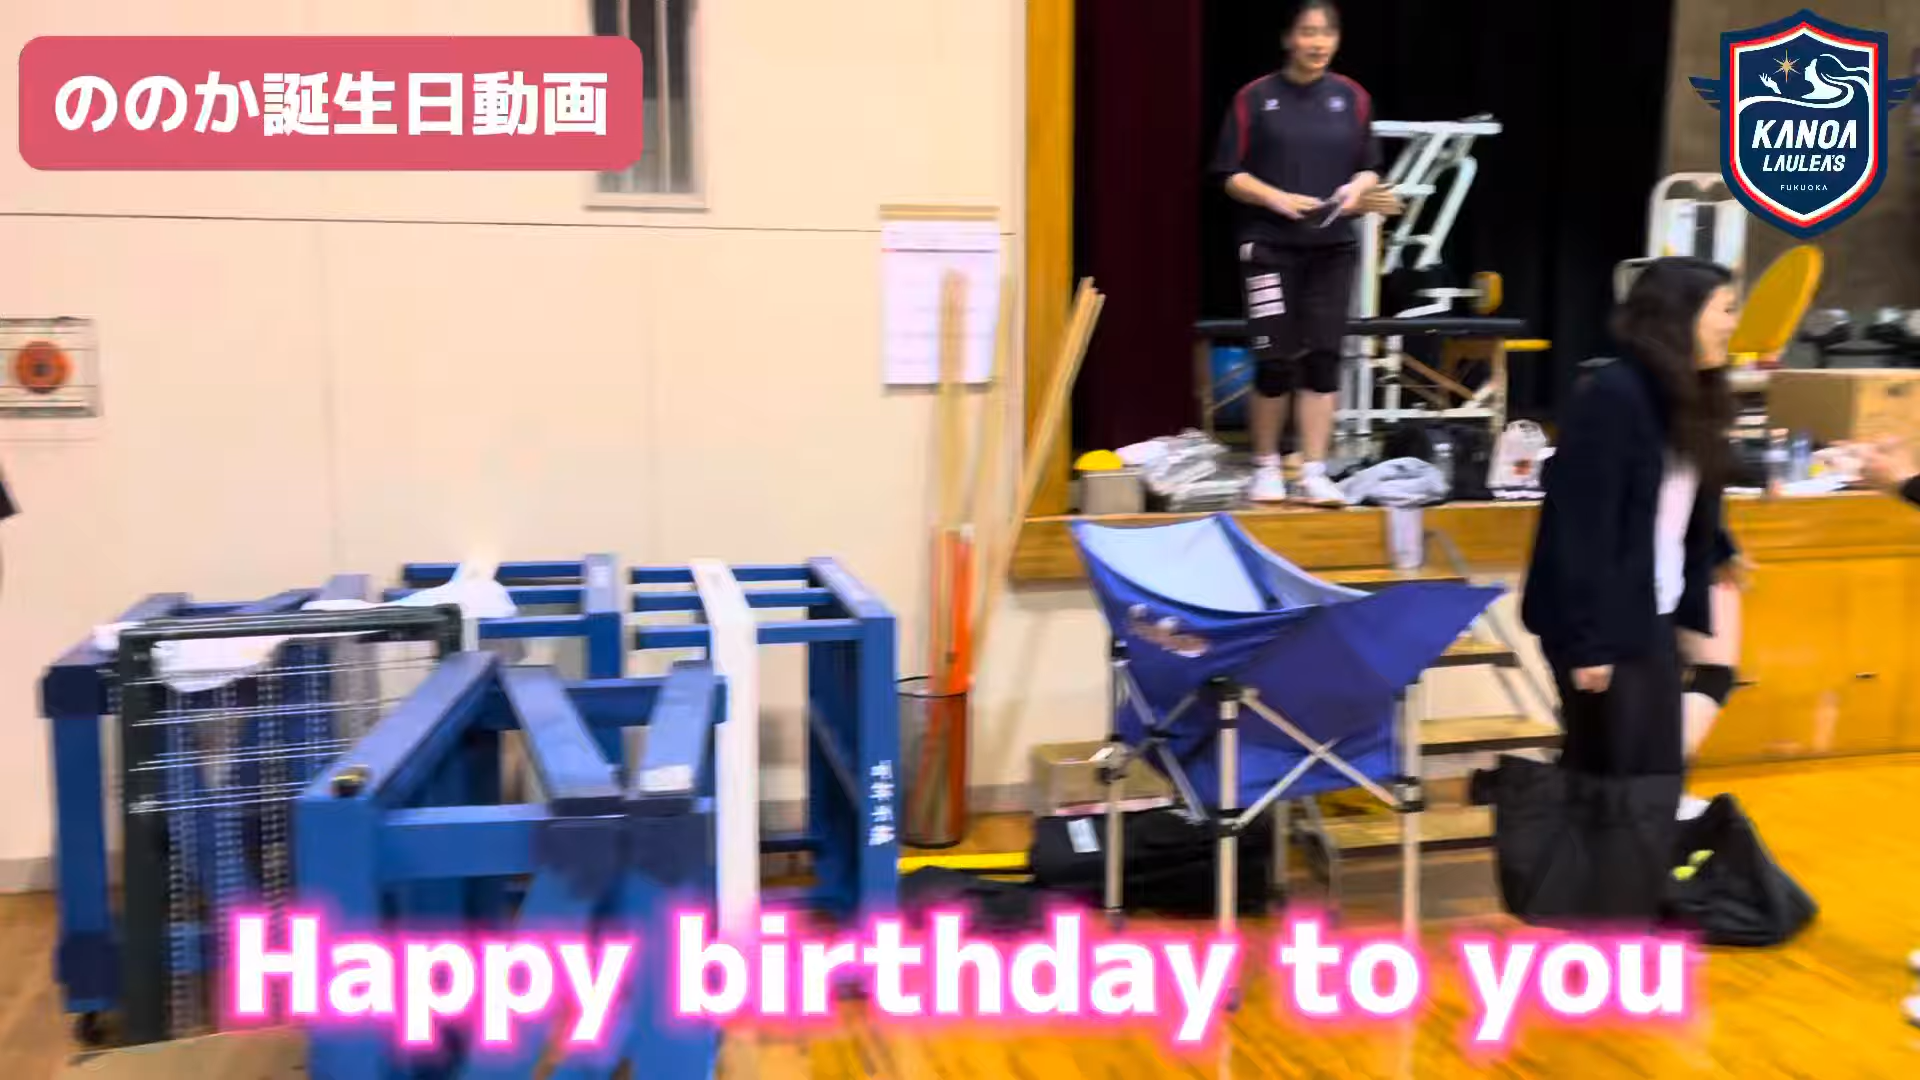 ののか誕生日動画
KANOA
LAULEA'S
FUKUOKA
Happy birthday to you